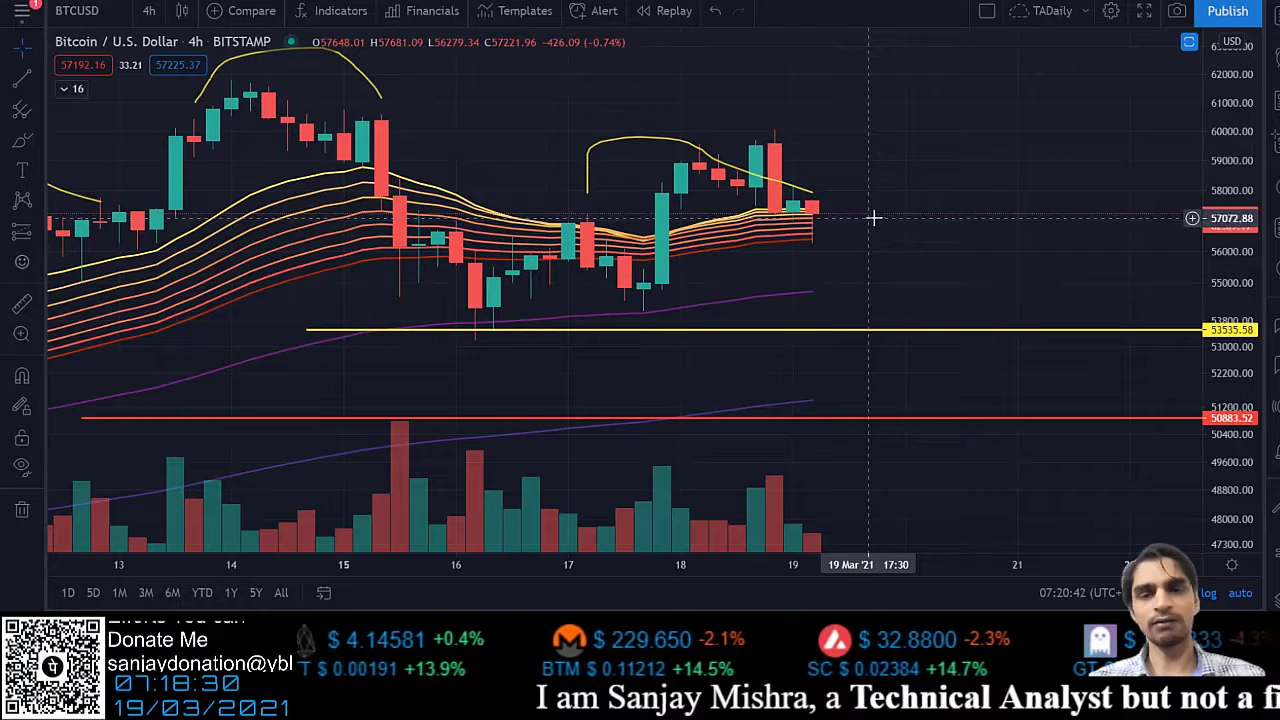 BTCUSD 4h Compare Indicators Financials Templates Alert Replay TADaily Publish
Bitcoin / U.S. Dollar · 4h · BITSTAMP O57648.01 H57681.09 L56279.34 C57221.96 −426.09 (−0.74%)
USD
57192.16 33.21 57225.37
16
62000.00
61000.00
60000.00
59000.00
58000.00
57072.88
56000.00
55000.00
53800.00
53535.58
53000.00
52200.00
51200.00
50883.52
50400.00
49600.00
48800.00
48000.00
47300.00
13 14 15 16 17 18 19 19 Mar '21 17:30 21
1D 5D 1M 3M 6M YTD 1Y 5Y All 07:20:42 (UTC+ log auto
Donate Me
sanjaydonation@ybl
07:18:30
19/03/2021
$ 4.14581 +0.4% $ 229.650 -2.1% $ 32.8800 -2.3%
T $ 0.00191 +13.9% BTM $ 0.11212 +14.5% SC $ 0.02384 +14.7% GT
I am Sanjay Mishra, a Technical Analyst but not a fi